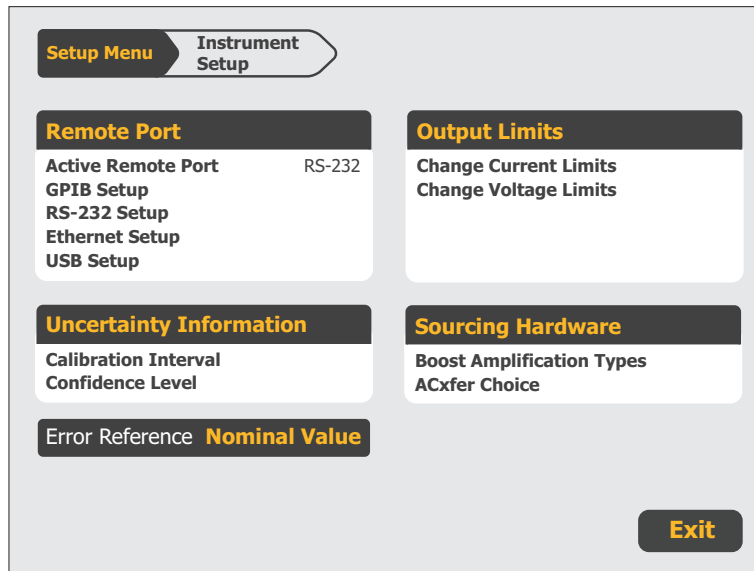 Setup Menu
Instrument
Setup
Remote Port
Active Remote Port RS-232
GPIB Setup
RS-232 Setup
Ethernet Setup
USB Setup
Output Limits
Change Current Limits
Change Voltage Limits
Uncertainty Information
Calibration Interval
Confidence Level
Sourcing Hardware
Boost Amplification Types
ACxfer Choice
Error Reference Nominal Value
Exit